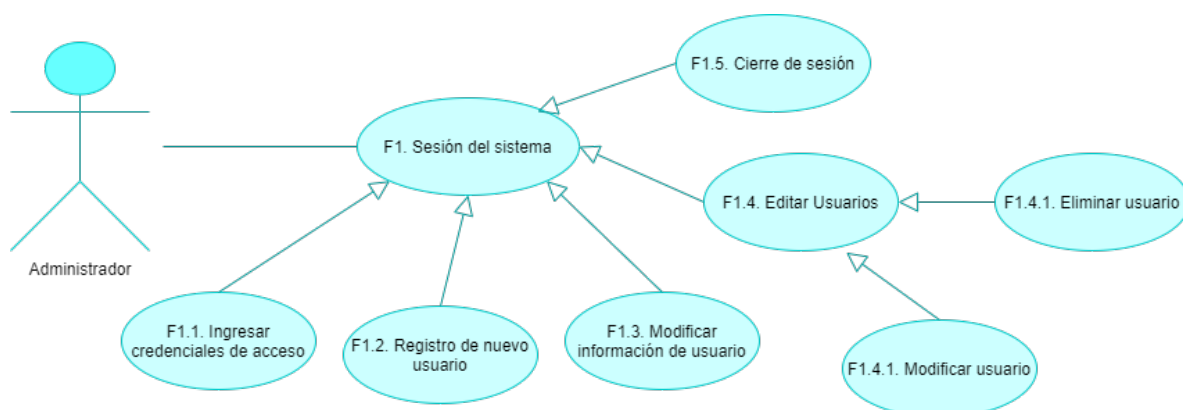 F1.5. Cierre de sesión
F1. Sesión del sistema
F1.4. Editar Usuarios
F1.4.1. Eliminar usuario
Administrador
F1.1. Ingresar
credenciales de acceso
F1.2. Registro de nuevo
usuario
F1.3. Modificar
información de usuario
F1.4.1. Modificar usuario